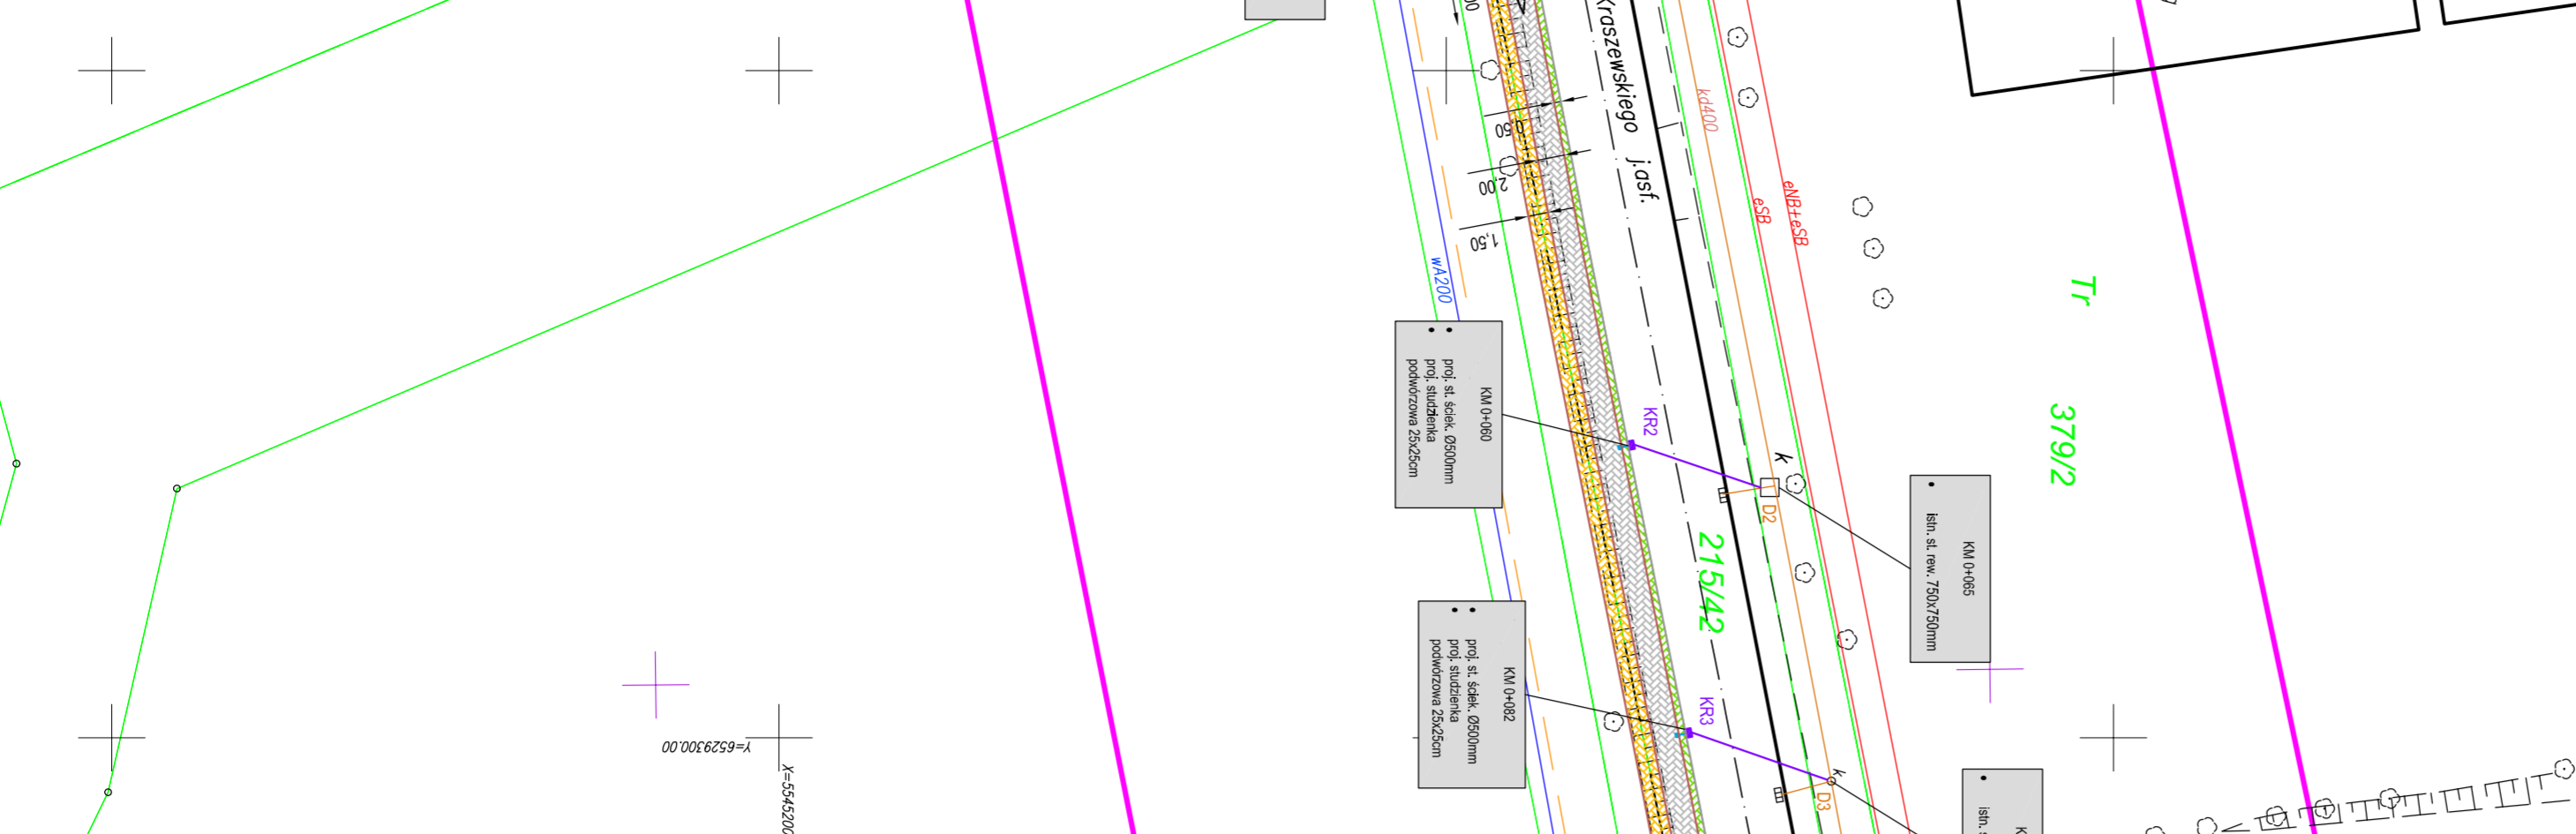 Kraszewskiego j.asf.
kd400
0,50
2,00
1,50
wA200
eSB
eNB+eSB
Tr
379/2
KM 0+060
proj. st. ściek. Ø500mm
proj. studzienka
podwórzowa 25x25cm
KR2
k
D2
KM 0+065
istn. st. rew. 750x750mm
215/42
KM 0+082
proj. st. ściek. Ø500mm
proj. studzienka
podwórzowa 25x25cm
KR3
k
D3
Y=6529300.00
X=5545200
istn.